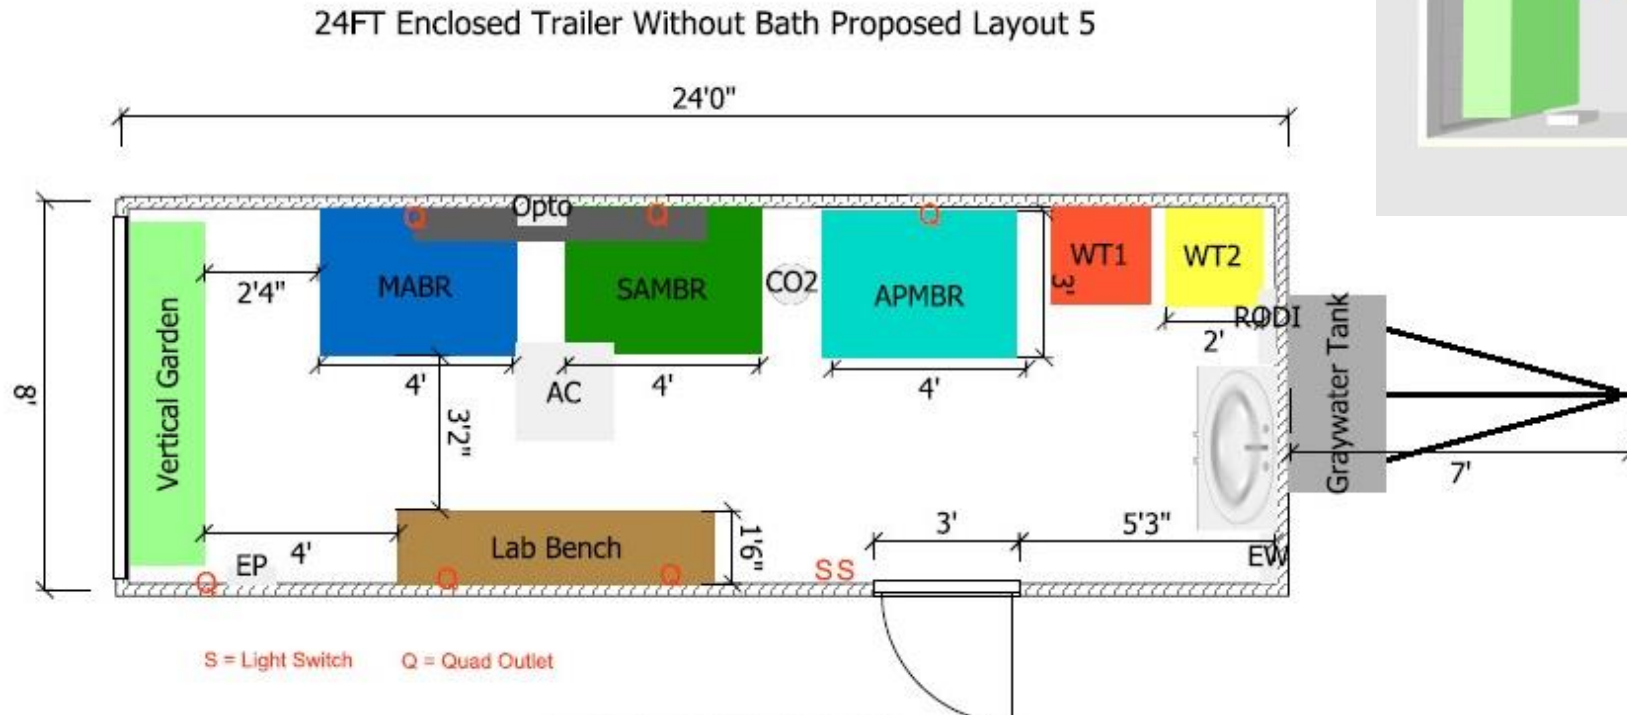 24FT Enclosed Trailer Without Bath Proposed Layout 5
24'0"
8'
Opto
Q
Q
Q
MABR
SAMBR
CO2
APMBR
3'
WT1
WT2
2'4"
Vertical Garden
4'
4'
4'
2'
RODI
Graywater Tank
AC
3'2"
7'
4'
EP
Lab Bench
1'6"
3'
5'3"
EW
Q
Q
Q
SS
S = Light Switch Q = Quad Outlet